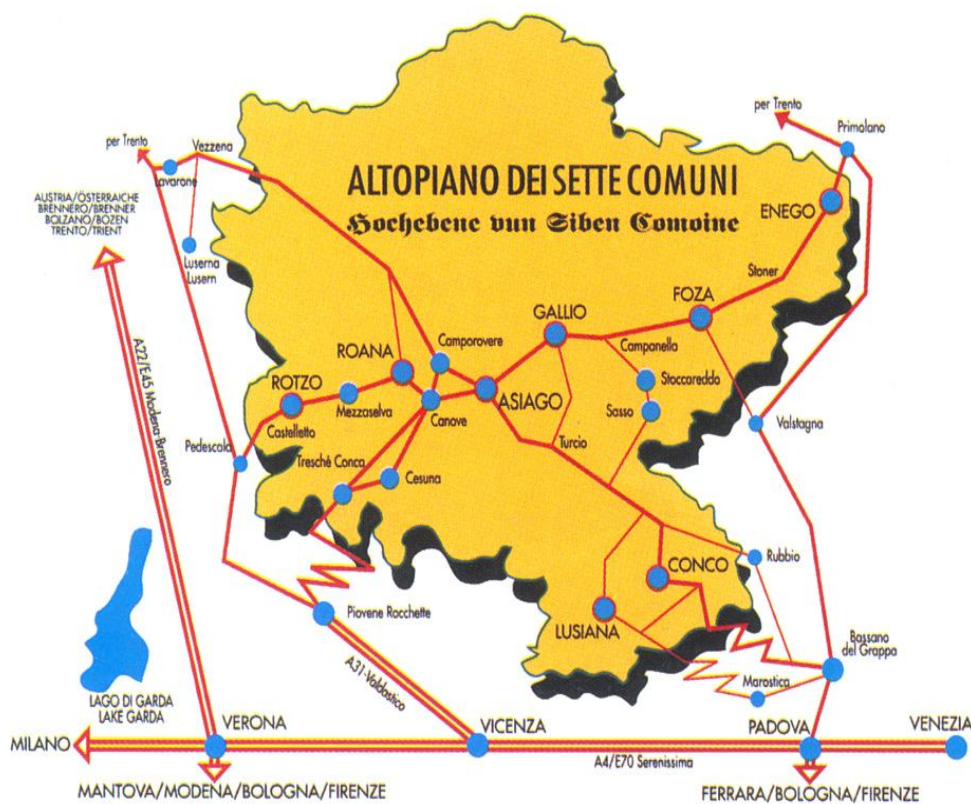 per Trento
Primolano
per Trento
Vezzena
Lavarone
ALTOPIANO DEI SETTE COMUNI
Hochebene vun Siben Comoine
AUSTRIA/ÖSTERRAICHE
BRENNERO/BRENNER
BOLZANO/BOZEN
TRENTO/TRIENT
ENEGO
Luserna
Lusern
Stoner
FOZA
GALLIO
A22/E45 Modena-Brennero
Camporovere
Campanella
ROANA
Stoccareddo
ROTZO
Mezzaselva
ASIAGO
Canove
Sasso
Castelletto
Valstagna
Turcio
Pedescala
Tresché Conca
Cesuna
Rubbio
CONCO
Piovene Rocchette
LUSIANA
Bassano
del Grappa
A31-Valdastico
Marostica
LAGO DI GARDA
LAKE GARDA
VERONA
VICENZA
PADOVA
VENEZIA
MILANO
A4/E70 Serenissima
MANTOVA/MODENA/BOLOGNA/FIRENZE
FERRARA/BOLOGNA/FIRENZE